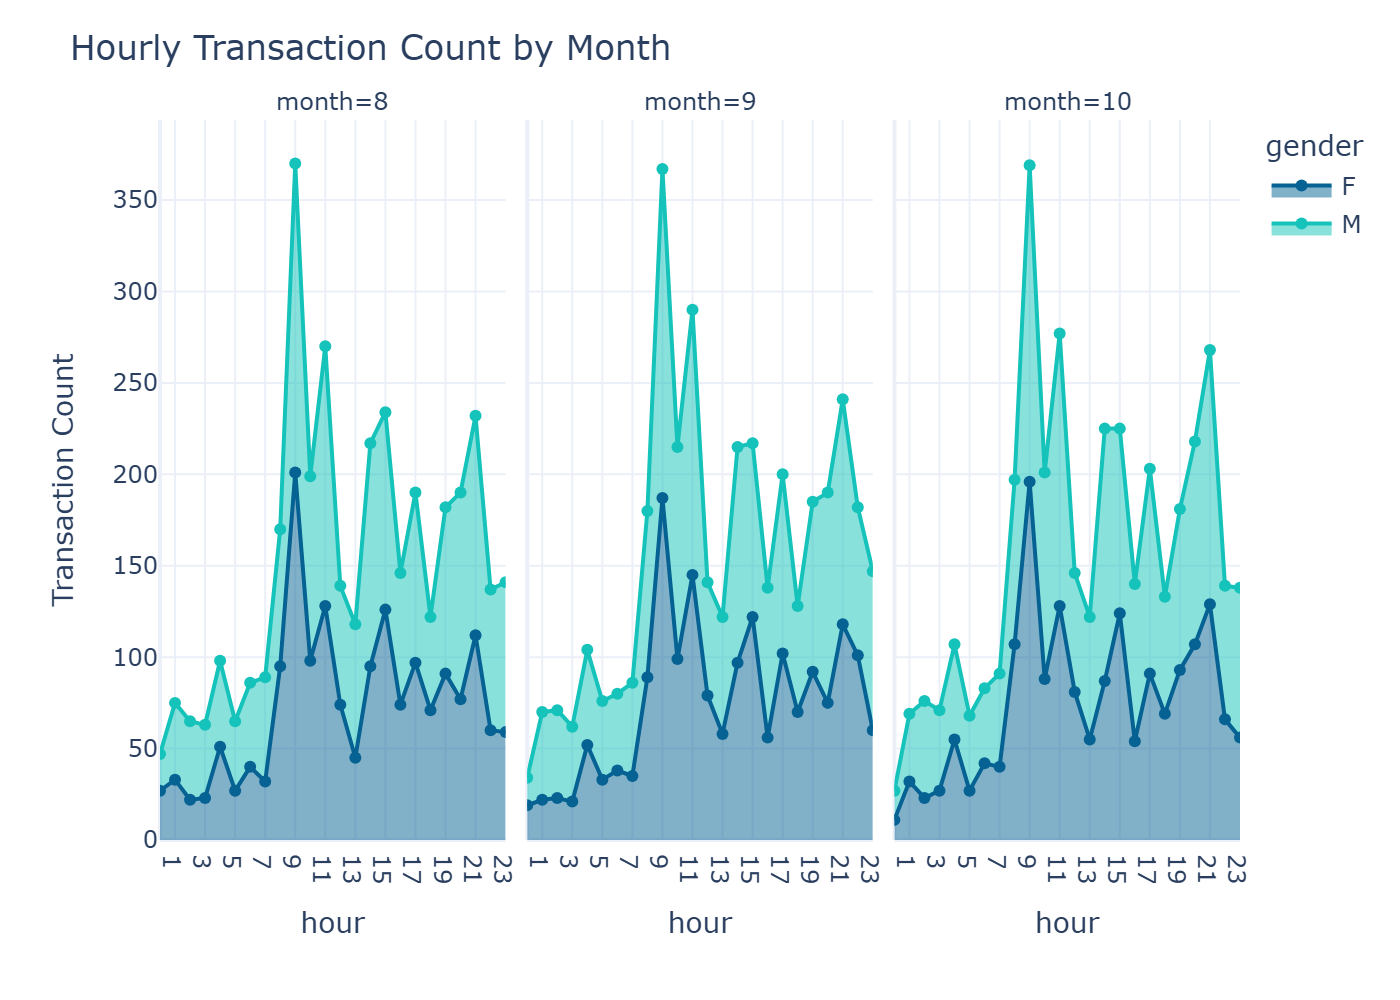 Hourly Transaction Count by Month
month=8
month=9
month=10
gender
F
M
Transaction Count
350
300
250
200
150
100
50
0
1 3 5 7 9 11 13 15 17 19 21 23
1 3 5 7 9 11 13 15 17 19 21 23
1 3 5 7 9 11 13 15 17 19 21 23
hour
hour
hour